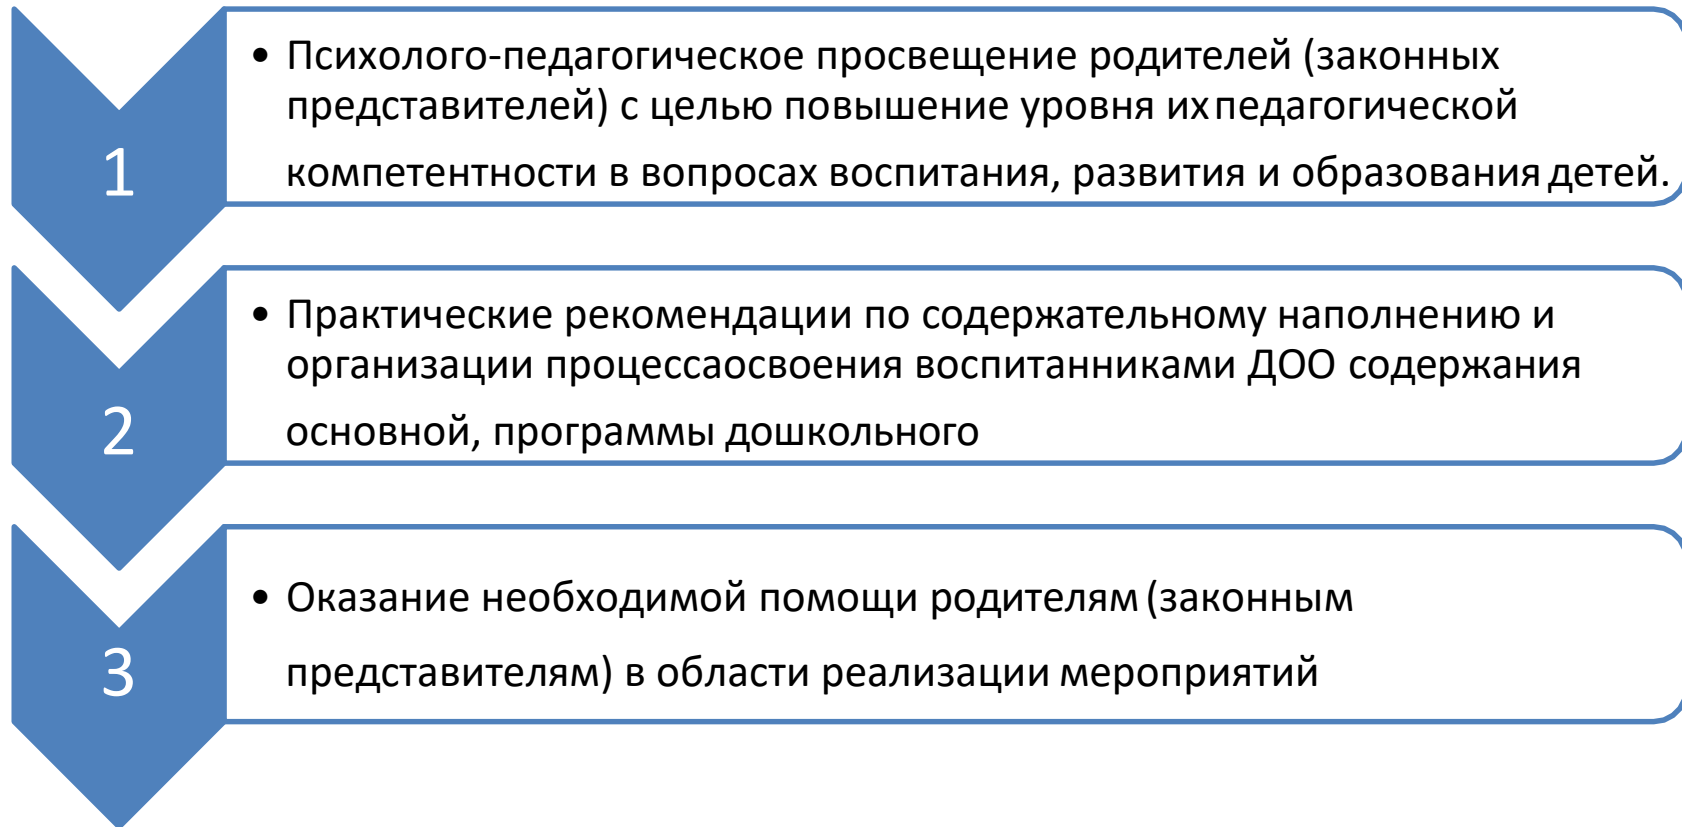 1
• Психолого-педагогическое просвещение родителей (законных
представителей) с целью повышение уровня ихпедагогической
компетентности в вопросах воспитания, развития и образования детей.
2
• Практические рекомендации по содержательному наполнению и
организации процессаосвоения воспитанниками ДОО содержания
основной, программы дошкольного
3
• Оказание необходимой помощи родителям (законным
представителям) в области реализации мероприятий